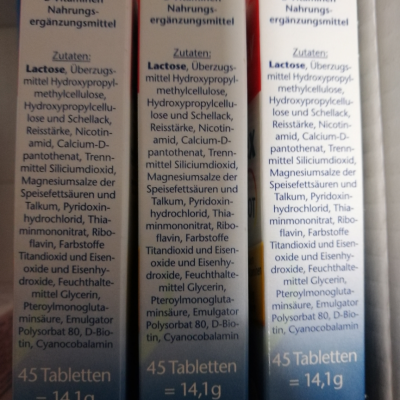 Nahrungs-
ergänzungsmittel
Zutaten:
Lactose, Überzugs-
mittel Hydroxypropyl-
methylcellulose,
Hydroxypropylcellu-
lose und Schellack,
Reisstärke, Nicotin-
amid, Calcium-D-
pantothenat, Trenn-
mittel Siliciumdioxid,
Magnesiumsalze der
Speisefettsäuren und
Talkum, Pyridoxin-
hydrochlorid, Thia-
minmononitrat, Ribo-
flavin, Farbstoffe
Titandioxid und Eisen-
oxide und Eisenhy-
droxide, Feuchthalte-
mittel Glycerin,
Pteroylmonogluta-
minsäure, Emulgator
Polysorbat 80, D-Bio-
tin, Cyanocobalamin
45 Tabletten
= 14,1g
Nahrungs-
ergänzungsmittel
Zutaten:
Lactose, Überzugs-
mittel Hydroxypropyl-
methylcellulose,
Hydroxypropylcellu-
lose und Schellack,
Reisstärke, Nicotin-
amid, Calcium-D-
pantothenat, Trenn-
mittel Siliciumdioxid,
Magnesiumsalze der
Speisefettsäuren und
Talkum, Pyridoxin-
hydrochlorid, Thia-
minmononitrat, Ribo-
flavin, Farbstoffe
Titandioxid und Eisen-
oxide und Eisenhy-
droxide, Feuchthalte-
mittel Glycerin,
Pteroylmonogluta-
minsäure, Emulgator
Polysorbat 80, D-Bio-
tin, Cyanocobalamin
45 Tabletten
= 14,1g
Nahrungs-
ergänzungsmittel
Zutaten:
Lactose, Überzugs-
mittel Hydroxypropyl-
methylcellulose,
Hydroxypropylcellu-
lose und Schellack,
Reisstärke, Nicotin-
amid, Calcium-D-
pantothenat, Trenn-
mittel Siliciumdioxid,
Magnesiumsalze der
Speisefettsäuren und
Talkum, Pyridoxin-
hydrochlorid, Thia-
minmononitrat, Ribo-
flavin, Farbstoffe
Titandioxid und Eisen-
oxide und Eisenhy-
droxide, Feuchthalte-
mittel Glycerin,
Pteroylmonogluta-
minsäure, Emulgator
Polysorbat 80, D-Bio-
tin, Cyanocobalamin
45 Tabletten
= 14,1g